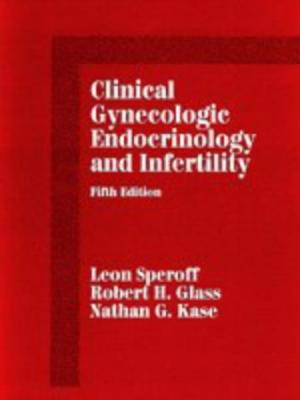 Clinical
Gynecologic
Endocrinology
and Infertility
Fifth Edition
Leon Speroff
Robert H. Glass
Nathan G. Kase